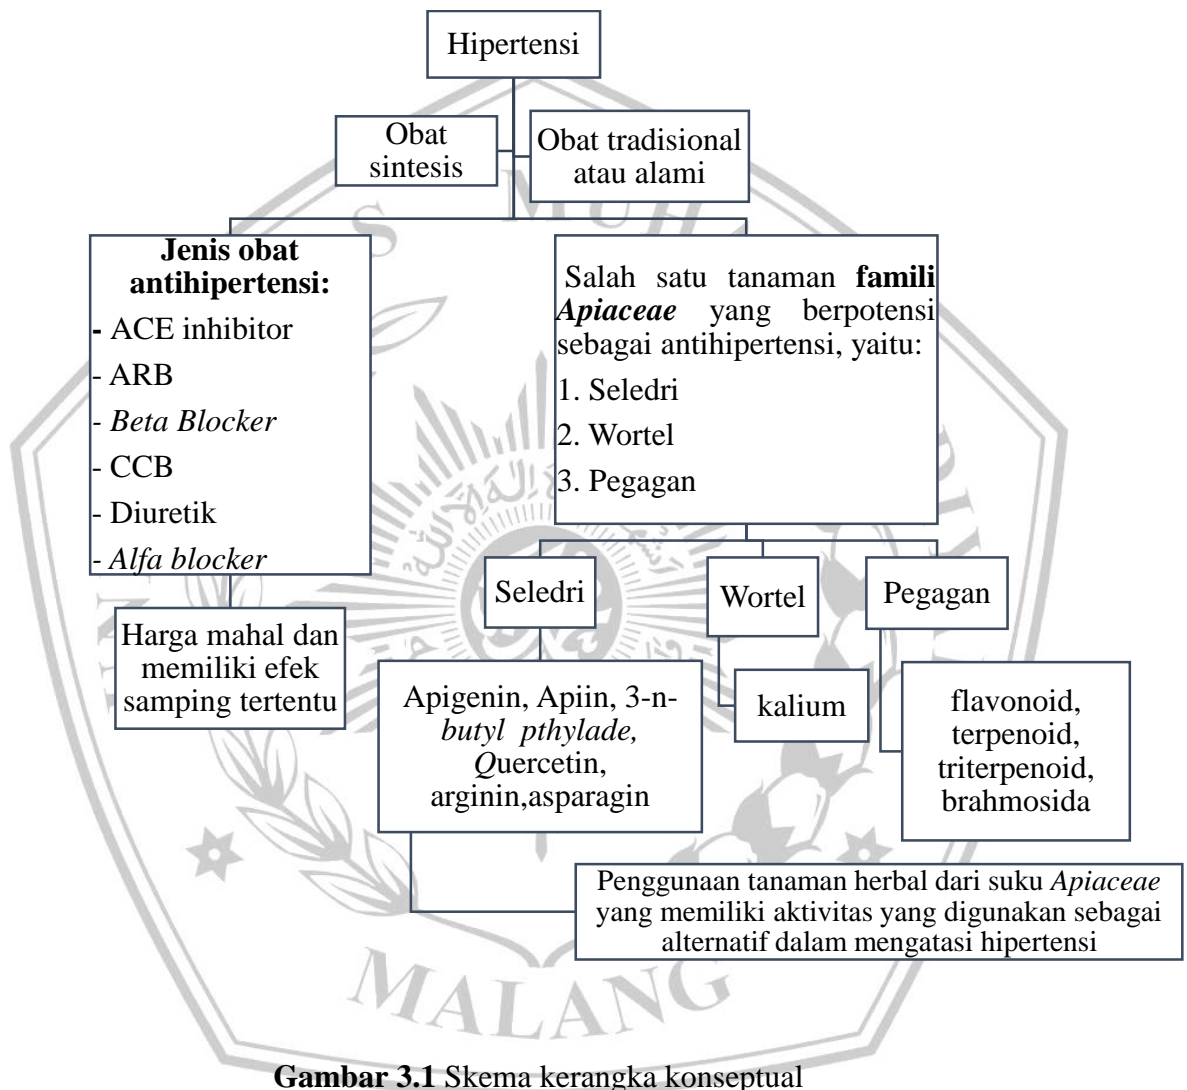 Hipertensi
Obat
sintesis
Obat tradisional
atau alami
Jenis obat
antihipertensi:
- ACE inhibitor
- ARB
- Beta Blocker
- CCB
- Diuretik
- Alfa blocker
Salah satu tanaman famili
Apiaceae yang berpotensi
sebagai antihipertensi, yaitu:
1. Seledri
2. Wortel
3. Pegagan
Harga mahal dan
memiliki efek
samping tertentu
Seledri
Wortel
Pegagan
Apigenin, Apiin, 3-n-
butyl pthylade,
Quercetin,
arginin,asparagin
kalium
flavonoid,
terpenoid,
triterpenoid,
brahmosida
Penggunaan tanaman herbal dari suku Apiaceae
yang memiliki aktivitas yang digunakan sebagai
alternatif dalam mengatasi hipertensi
MALANG
Gambar 3.1 Skema kerangka konseptual